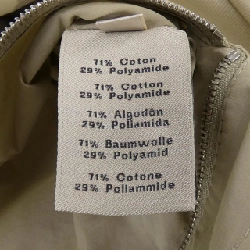 71% Coton
29% Polyamide
71% Cotton
29% Polyamide
71% Algodón
29% Poliamida
71% Baumwolle
29% Polyamid
71% Cotone
29% Poliammide